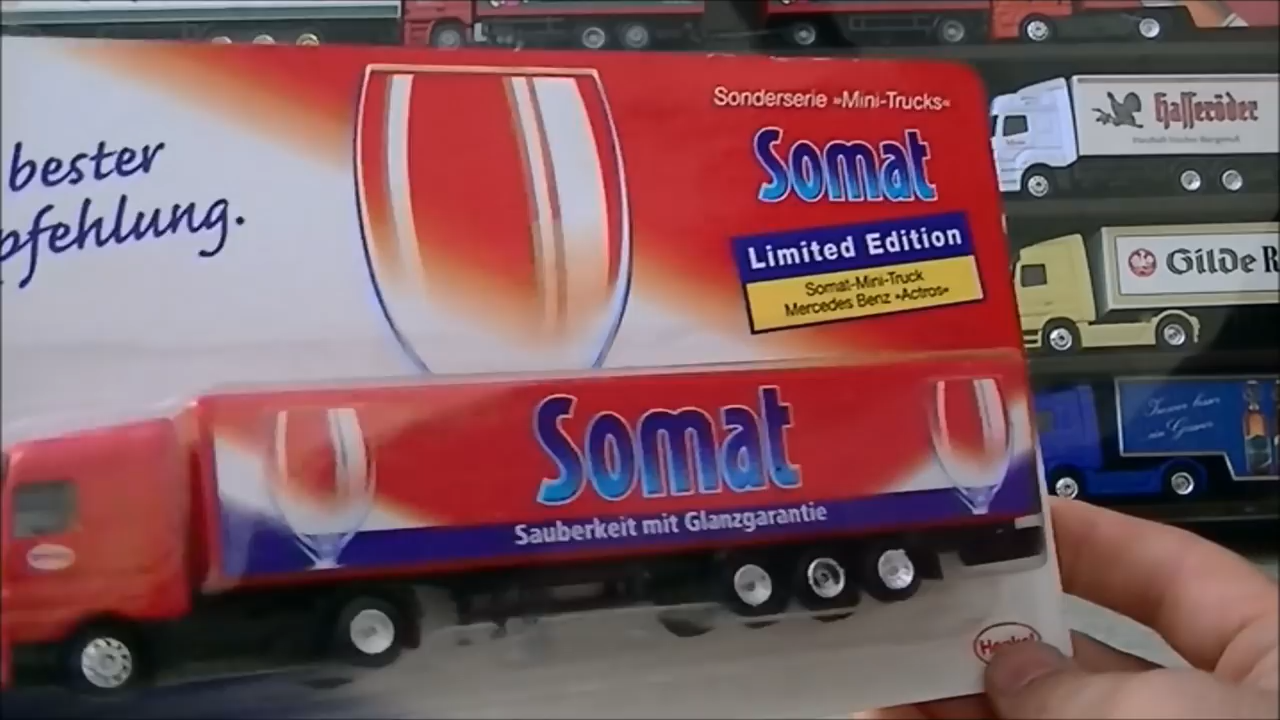 bester
pfehlung.
Sonderserie »Mini-Trucks«
Somat
Limited Edition
Somat-Mini-Truck
Mercedes Benz »Actros«
Somat
Sauberkeit mit Glanzgarantie
Henkel
Hasseröder
Gilde R